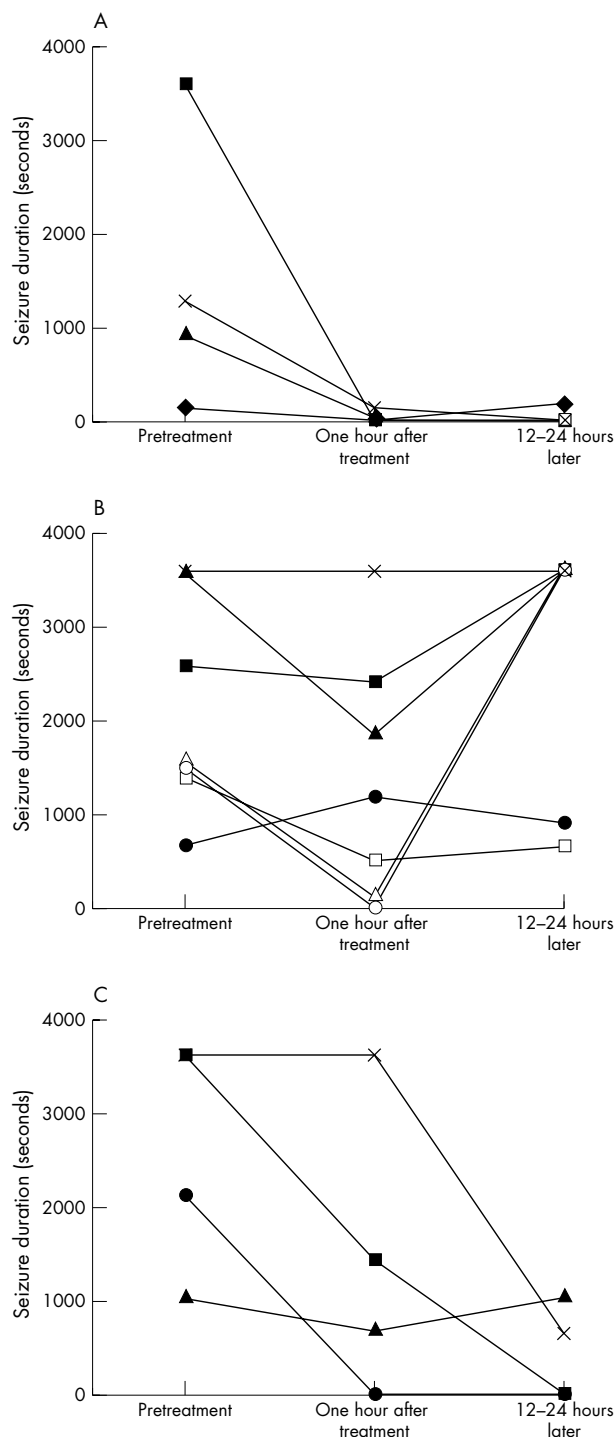 A
4000
3000
2000
1000
0
Seizure duration (seconds)
Pretreatment
One hour after
treatment
12–24 hours
later
B
4000
3000
2000
1000
0
Seizure duration (seconds)
Pretreatment
One hour after
treatment
12–24 hours
later
C
4000
3000
2000
1000
0
Seizure duration (seconds)
Pretreatment
One hour after
treatment
12–24 hours
later